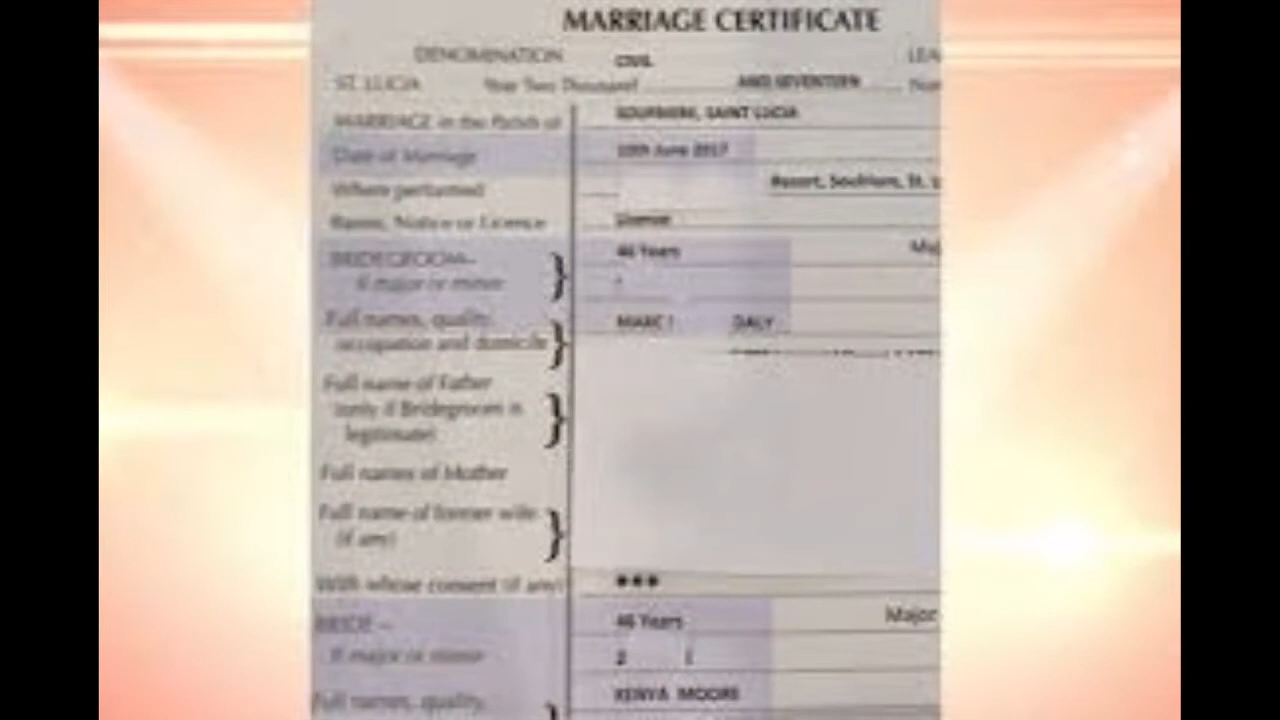 MARRIAGE CERTIFICATE
DENOMINATION CIVIL LEA
ST. LUCIA Year Two Thousand AND SEVENTEEN
MARRIAGE in the Parish of SOUFRIERE, SAINT LUCIA
Date of Marriage 10th June 2017
Where performed Resort, Soufriere, St.
Banns, Notice or Licence License
BRIDEGROOM- 46 Years
if major or minor
Full names, quality, MARC DALY
occupation and domicile
Full name of Father
(only if Bridegroom is
legitimate)
Full names of Mother
Full name of former wife
(if any)
With whose consent (if any) ***
BRIDE - 46 Years Major
If major or minor
Full names, quality, KENYA MOORE